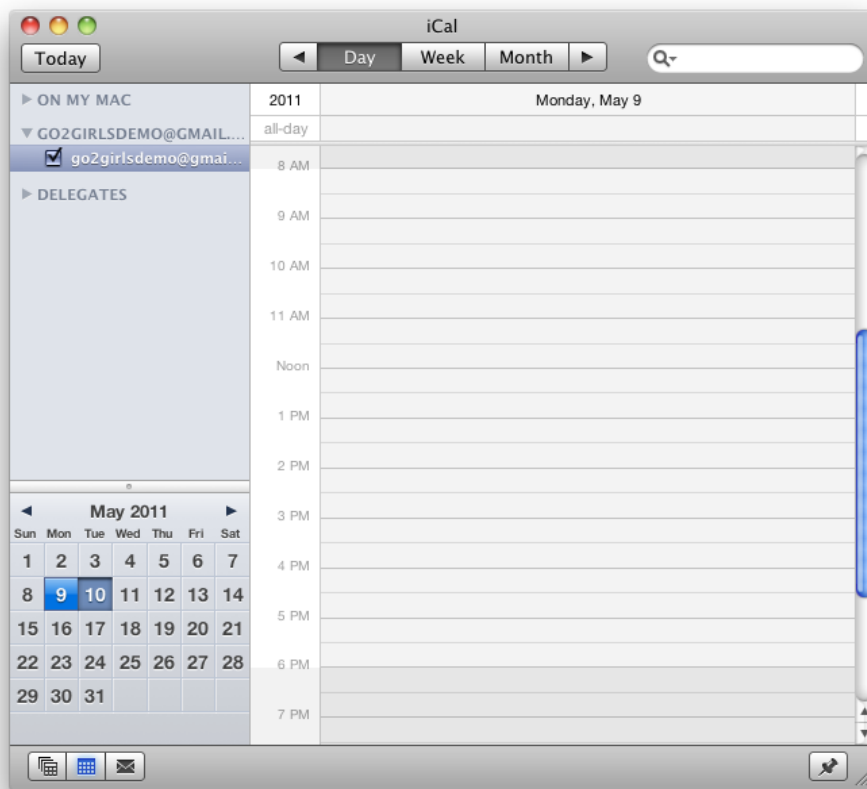 iCal
Today
Day Week Month
ON MY MAC
GO2GIRLSDEMO@GMAIL....
go2girlsdemo@gmai...
DELEGATES
2011 Monday, May 9
all-day
8 AM
9 AM
10 AM
11 AM
Noon
1 PM
2 PM
3 PM
4 PM
5 PM
6 PM
7 PM
May 2011
Sun Mon Tue Wed Thu Fri Sat
1 2 3 4 5 6 7
8 9 10 11 12 13 14
15 16 17 18 19 20 21
22 23 24 25 26 27 28
29 30 31